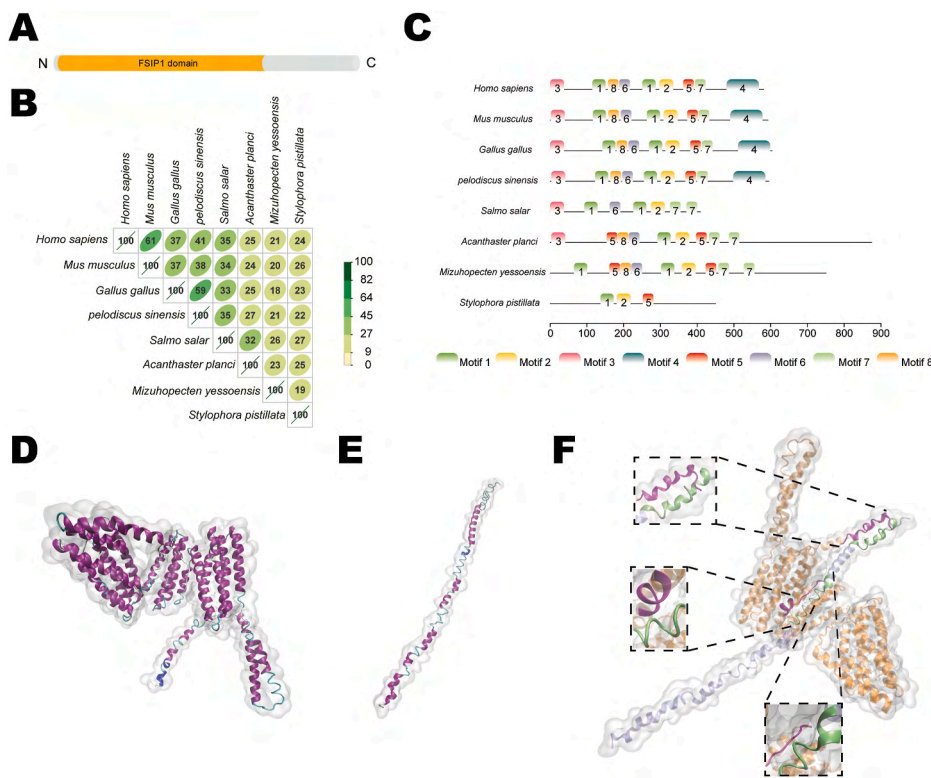 A
N FSIP1 domain C
B
Homo sapiens
Mus musculus
Gallus gallus
pelodiscus sinensis
Salmo salar
Acanthaster planci
Mizuhopecten yessoensis
Stylophora pistillata
Homo sapiens 100 61 37 41 35 25 21 24
Mus musculus 100 37 38 34 24 20 26
Gallus gallus 100 59 33 25 18 23
pelodiscus sinensis 100 35 27 21 22
Salmo salar 100 32 26 27
Acanthaster planci 100 23 25
Mizuhopecten yessoensis 100 19
Stylophora pistillata 100
100
82
64
45
27
9
0
C
Homo sapiens 3 1 8 6 1 2 5 7 4
Mus musculus 3 1 8 6 1 2 5 7 4
Gallus gallus 3 1 8 6 1 2 5 7 4
pelodiscus sinensis 3 1 8 6 1 2 5 7 4
Salmo salar 3 1 6 1 2 7 7
Acanthaster planci 3 5 8 6 1 2 5 7 7
Mizuhopecten yessoensis 1 5 8 6 1 2 5 7 7
Stylophora pistillata 1 2 5
0 100 200 300 400 500 600 700 800 900
Motif 1 Motif 2 Motif 3 Motif 4 Motif 5 Motif 6 Motif 7 Motif 8
D
E
F